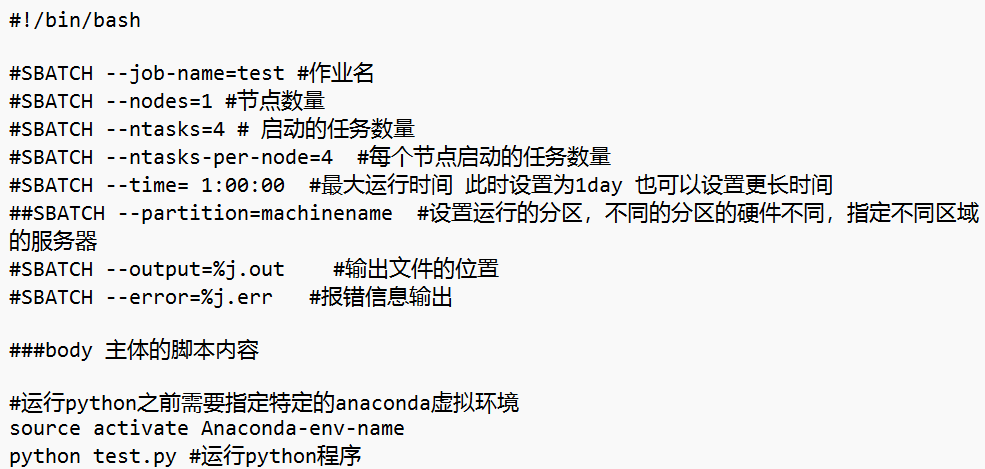 #!/bin/bash
#SBATCH --job-name=test #作业名
#SBATCH --nodes=1 #节点数量
#SBATCH --ntasks=4 # 启动的任务数量
#SBATCH --ntasks-per-node=4  #每个节点启动的任务数量
#SBATCH --time= 1:00:00  #最大运行时间 此时设置为1day 也可以设置更长时间
##SBATCH --partition=machinename  #设置运行的分区，不同的分区的硬件不同，指定不同区域
的服务器
#SBATCH --output=%j.out    #输出文件的位置
#SBATCH --error=%j.err   #报错信息输出
###body 主体的脚本内容
#运行python之前需要指定特定的anaconda虚拟环境
source activate Anaconda-env-name
python test.py #运行python程序